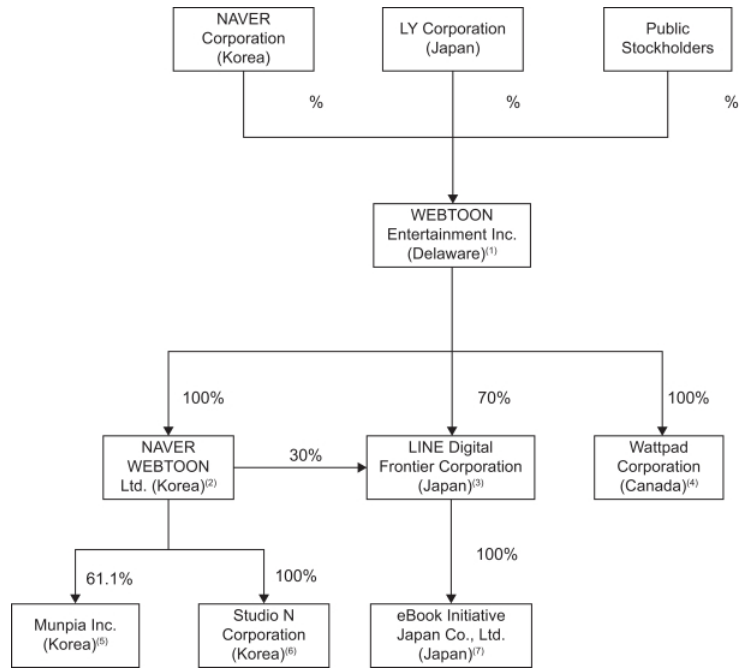 NAVER
Corporation
(Korea)
LY Corporation
(Japan)
Public
Stockholders
%
%
%
WEBTOON
Entertainment Inc.
(Delaware)(1)
100%
70%
100%
NAVER
WEBTOON
Ltd. (Korea)(2)
30%
LINE Digital
Frontier Corporation
(Japan)(3)
Wattpad
Corporation
(Canada)(4)
61.1%
100%
100%
Munpia Inc.
(Korea)(5)
Studio N
Corporation
(Korea)(6)
eBook Initiative
Japan Co., Ltd.
(Japan)(7)